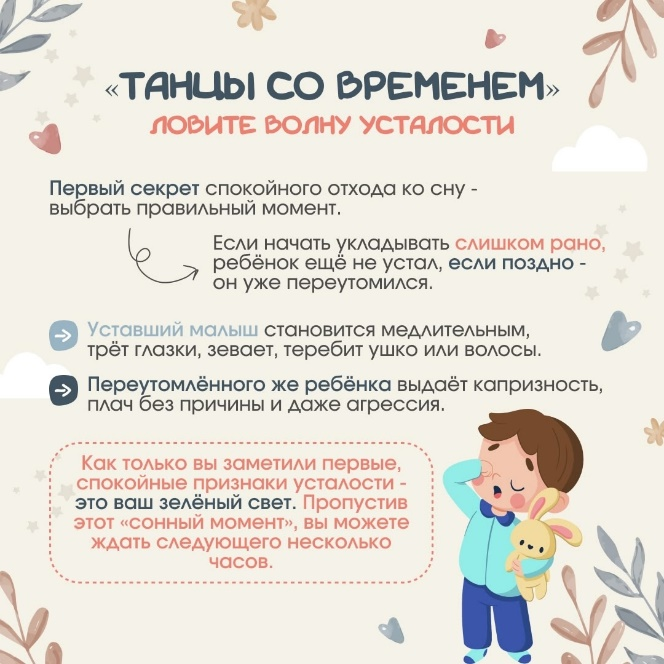 «ТАНЦЫ СО ВРЕМЕНЕМ»
ЛОВИТЕ ВОЛНУ УСТАЛОСТИ
Первый секрет спокойного отхода ко сну -
выбрать правильный момент.
Если начать укладывать слишком рано,
ребёнок ещё не устал, если поздно -
он уже переутомился.
Уставший малыш становится медлительным,
трёт глазки, зевает, теребит ушко или волосы.
Переутомлённого же ребёнка выдаёт капризность,
плач без причины и даже агрессия.
Как только вы заметили первые,
спокойные признаки усталости -
это ваш зелёный свет. Пропустив
этот «сонный момент», вы можете
ждать следующего несколько
часов.